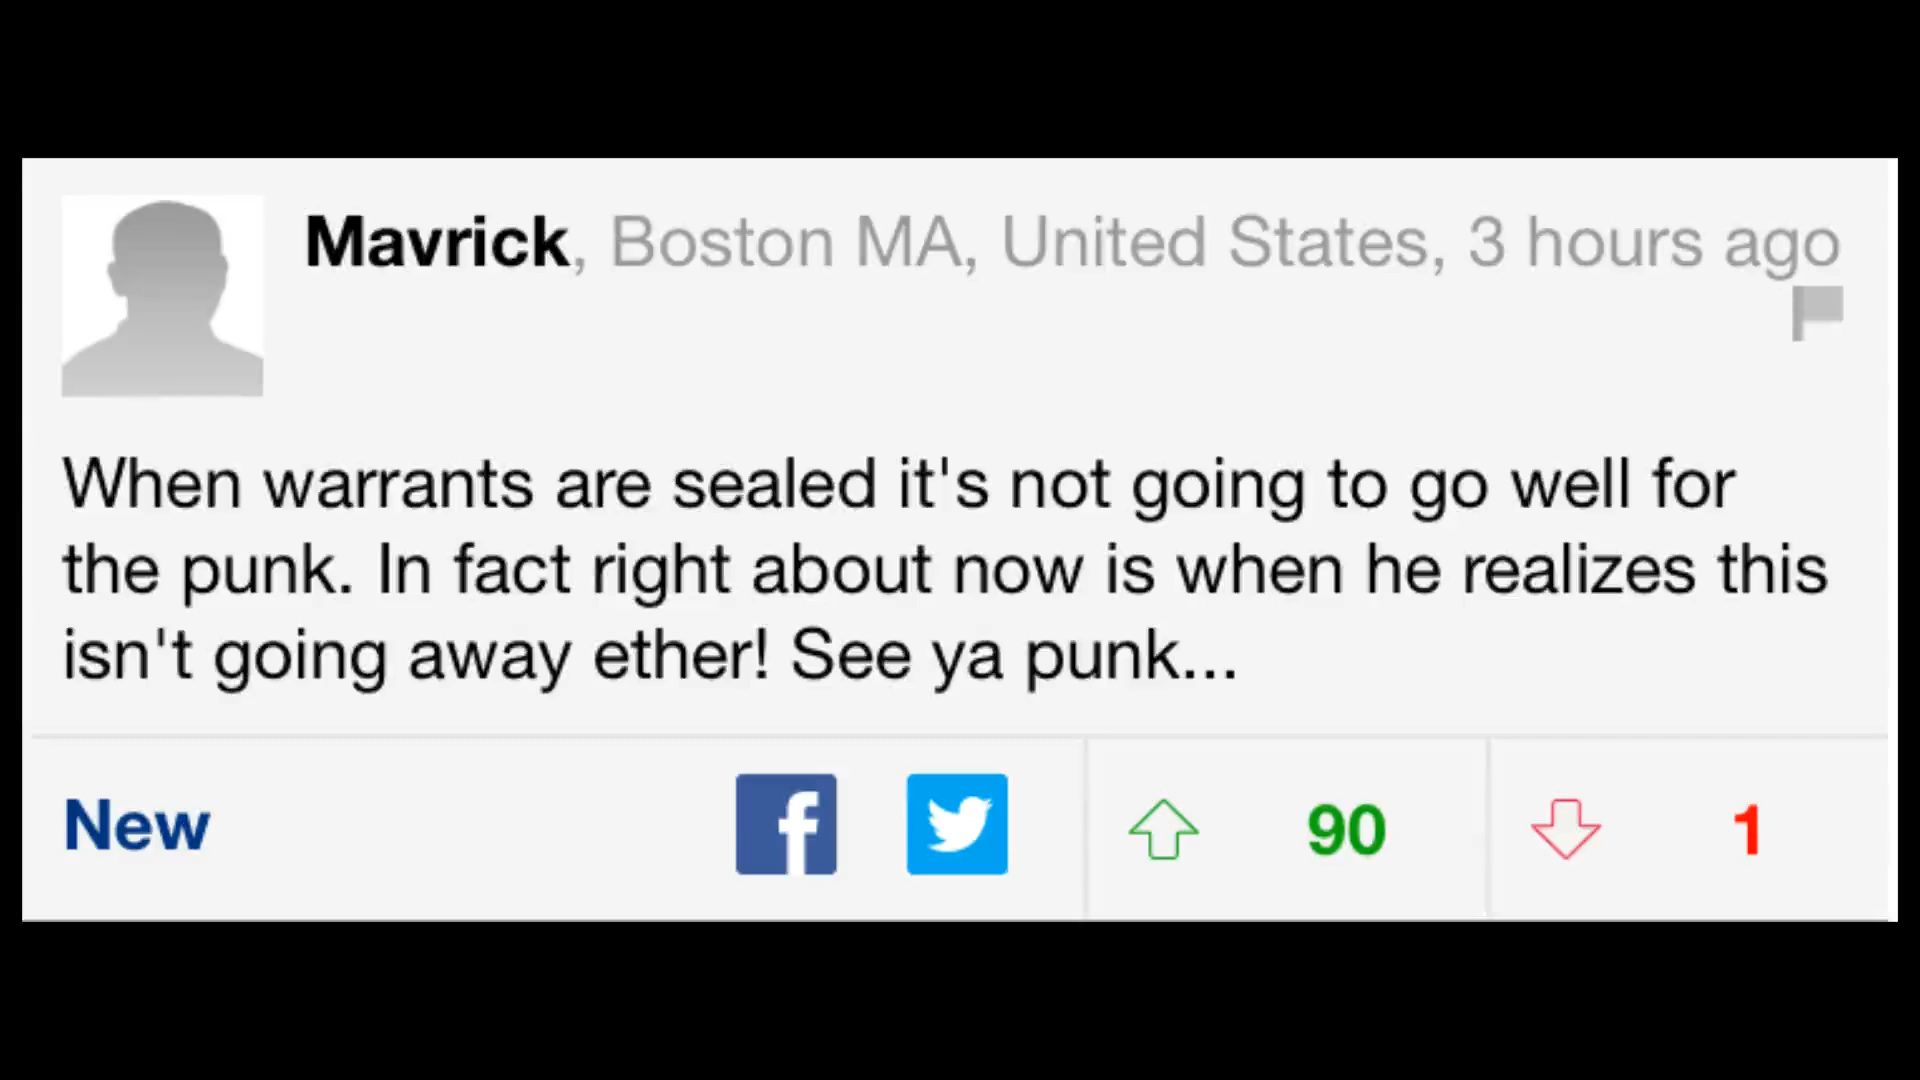 Mavrick, Boston MA, United States, 3 hours ago
When warrants are sealed it's not going to go well for
the punk. In fact right about now is when he realizes this
isn't going away ether! See ya punk...
New
90
1